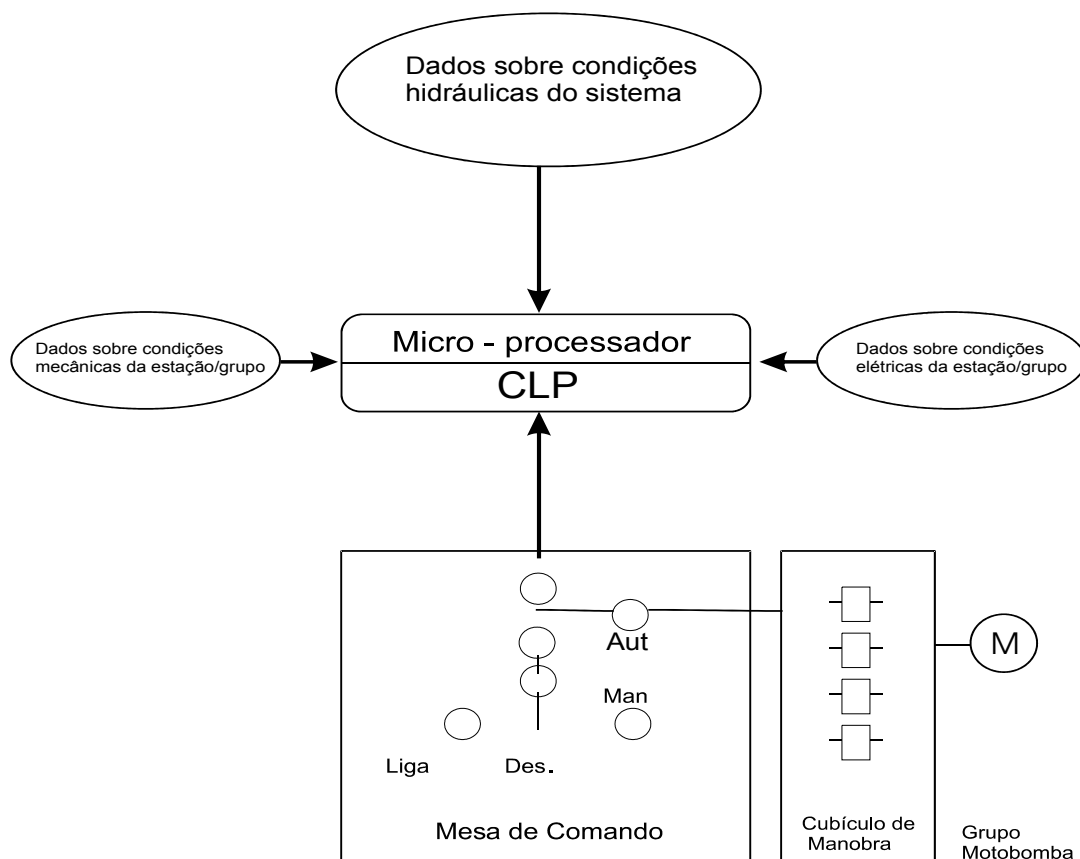 Dados sobre condições
hidráulicas do sistema
Dados sobre condições
mecânicas da estação/grupo
Micro - processador
CLP
Dados sobre condições
elétricas da estação/grupo
Aut
Man
Liga
Des.
Mesa de Comando
Cubículo de
Manobra
M
Grupo
Motobomba